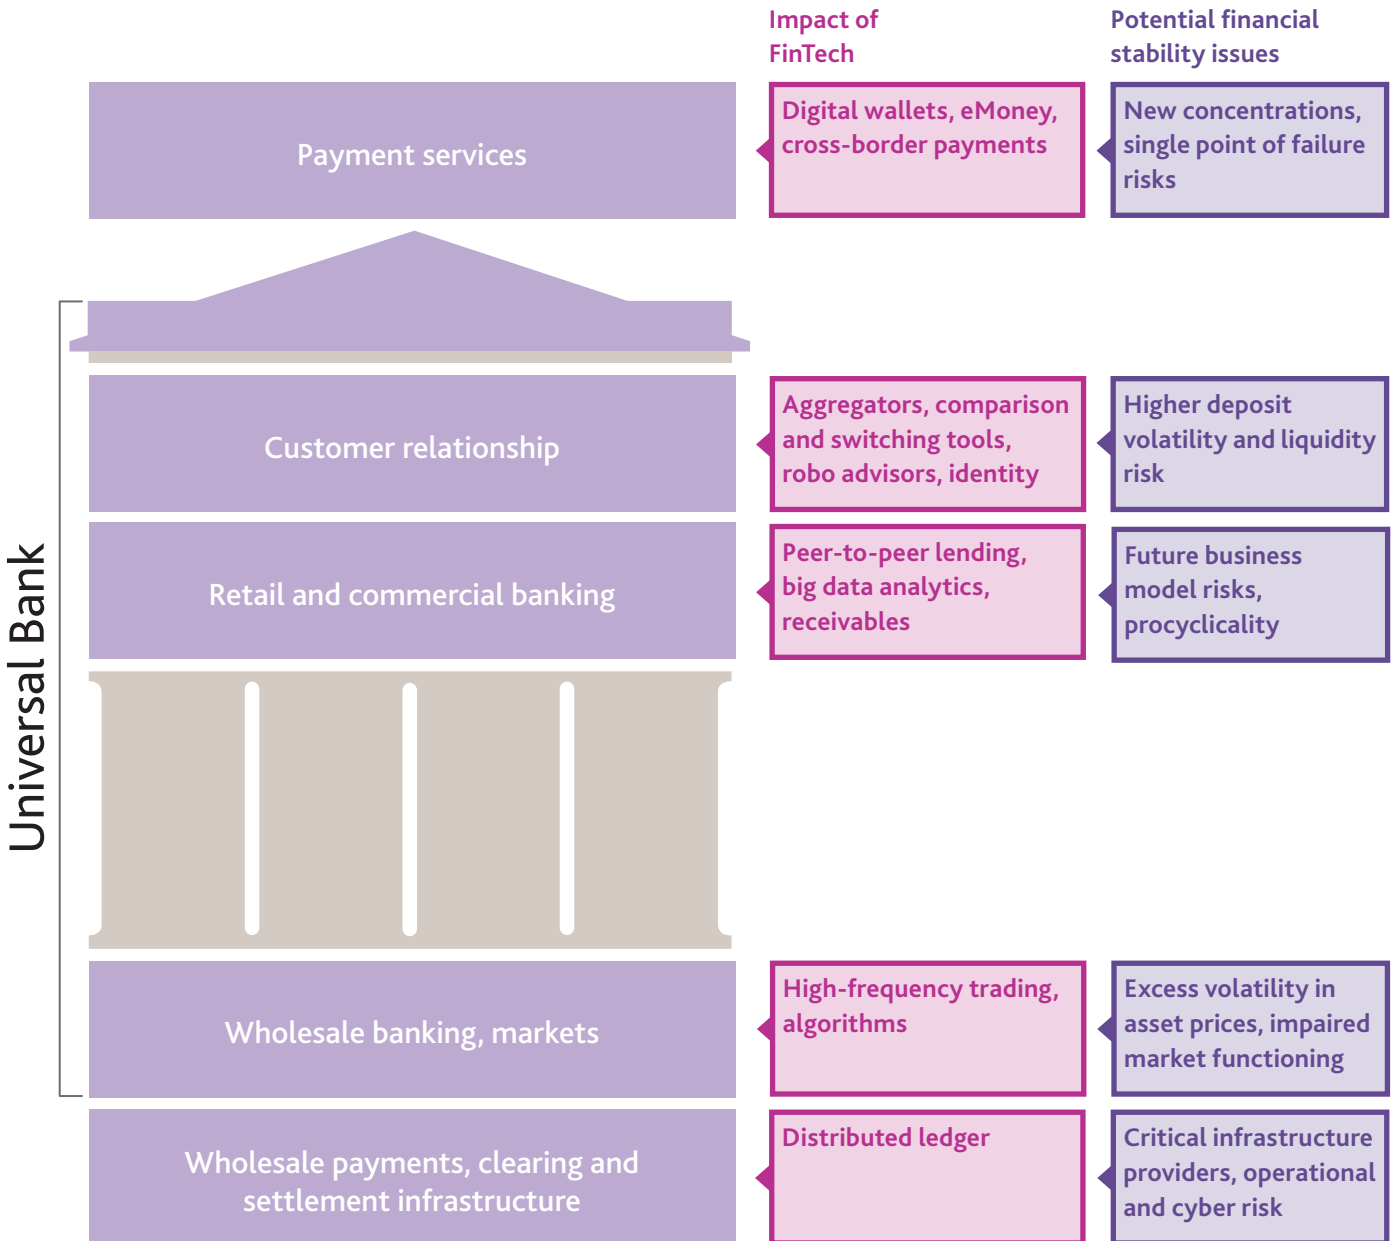 Impact of
FinTech
Potential financial
stability issues
Payment services
Digital wallets, eMoney,
cross-border payments
New concentrations,
single point of failure
risks
Universal Bank
Customer relationship
Aggregators, comparison
and switching tools,
robo advisors, identity
Higher deposit
volatility and liquidity
risk
Retail and commercial banking
Peer-to-peer lending,
big data analytics,
receivables
Future business
model risks,
procyclicality
Wholesale banking, markets
High-frequency trading,
algorithms
Excess volatility in
asset prices, impaired
market functioning
Wholesale payments, clearing and
settlement infrastructure
Distributed ledger
Critical infrastructure
providers, operational
and cyber risk